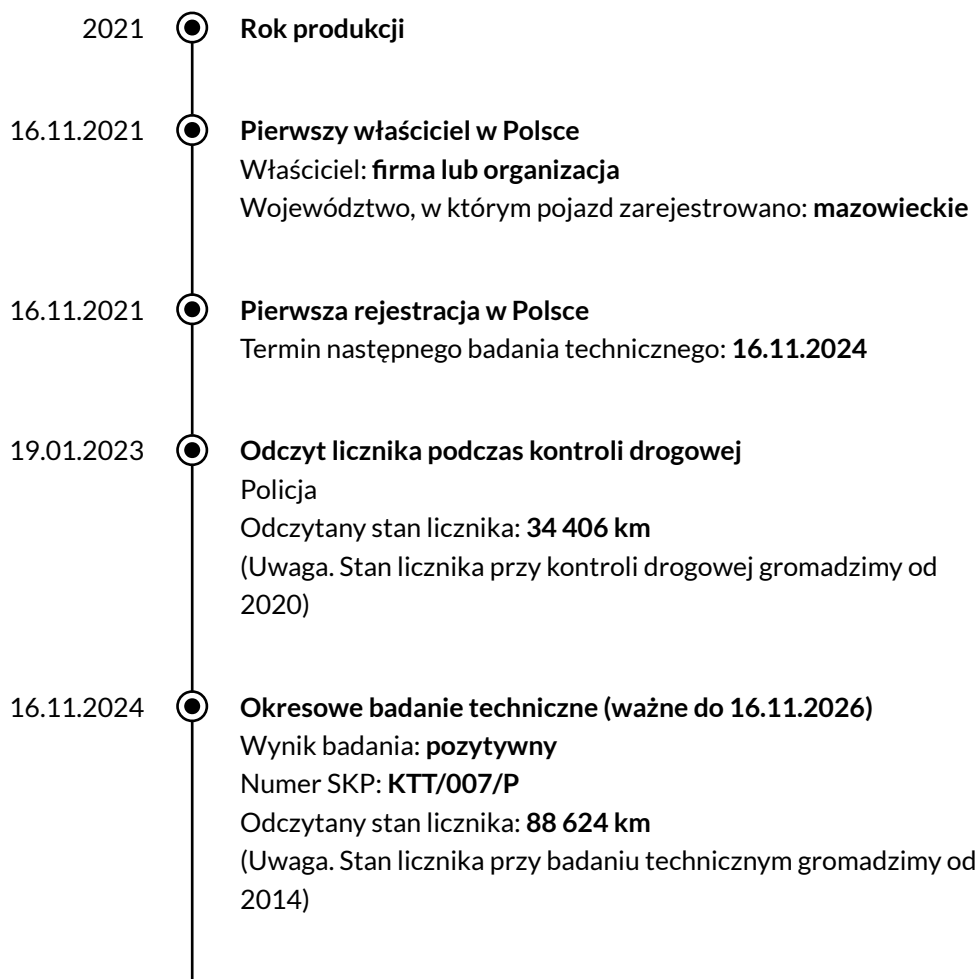 2021 Rok produkcji
16.11.2021 Pierwszy właściciel w Polsce
Właściciel: firma lub organizacja
Województwo, w którym pojazd zarejestrowano: mazowieckie
16.11.2021 Pierwsza rejestracja w Polsce
Termin następnego badania technicznego: 16.11.2024
19.01.2023 Odczyt licznika podczas kontroli drogowej
Policja
Odczytany stan licznika: 34 406 km
(Uwaga. Stan licznika przy kontroli drogowej gromadzimy od
2020)
16.11.2024 Okresowe badanie techniczne (ważne do 16.11.2026)
Wynik badania: pozytywny
Numer SKP: KTT/007/P
Odczytany stan licznika: 88 624 km
(Uwaga. Stan licznika przy badaniu technicznym gromadzimy od
2014)